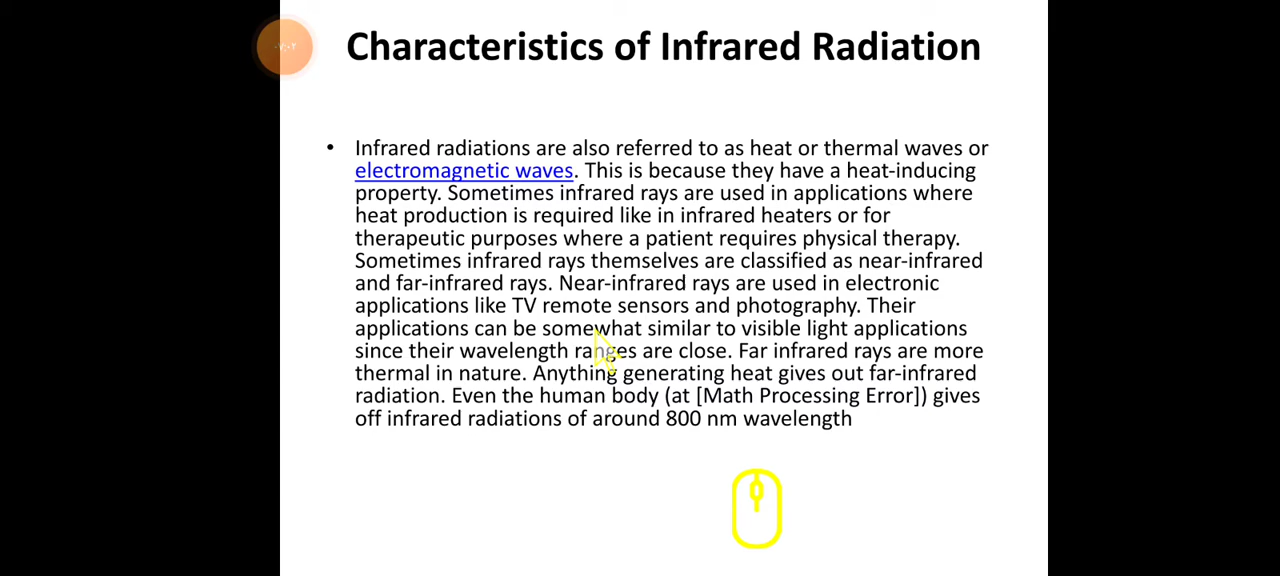 ٠٧:٠٢
Characteristics of Infrared Radiation
• Infrared radiations are also referred to as heat or thermal waves or
electromagnetic waves. This is because they have a heat-inducing
property. Sometimes infrared rays are used in applications where
heat production is required like in infrared heaters or for
therapeutic purposes where a patient requires physical therapy.
Sometimes infrared rays themselves are classified as near-infrared
and far-infrared rays. Near-infrared rays are used in electronic
applications like TV remote sensors and photography. Their
applications can be somewhat similar to visible light applications
since their wavelength ranges are close. Far infrared rays are more
thermal in nature. Anything generating heat gives out far-infrared
radiation. Even the human body (at [Math Processing Error]) gives
off infrared radiations of around 800 nm wavelength